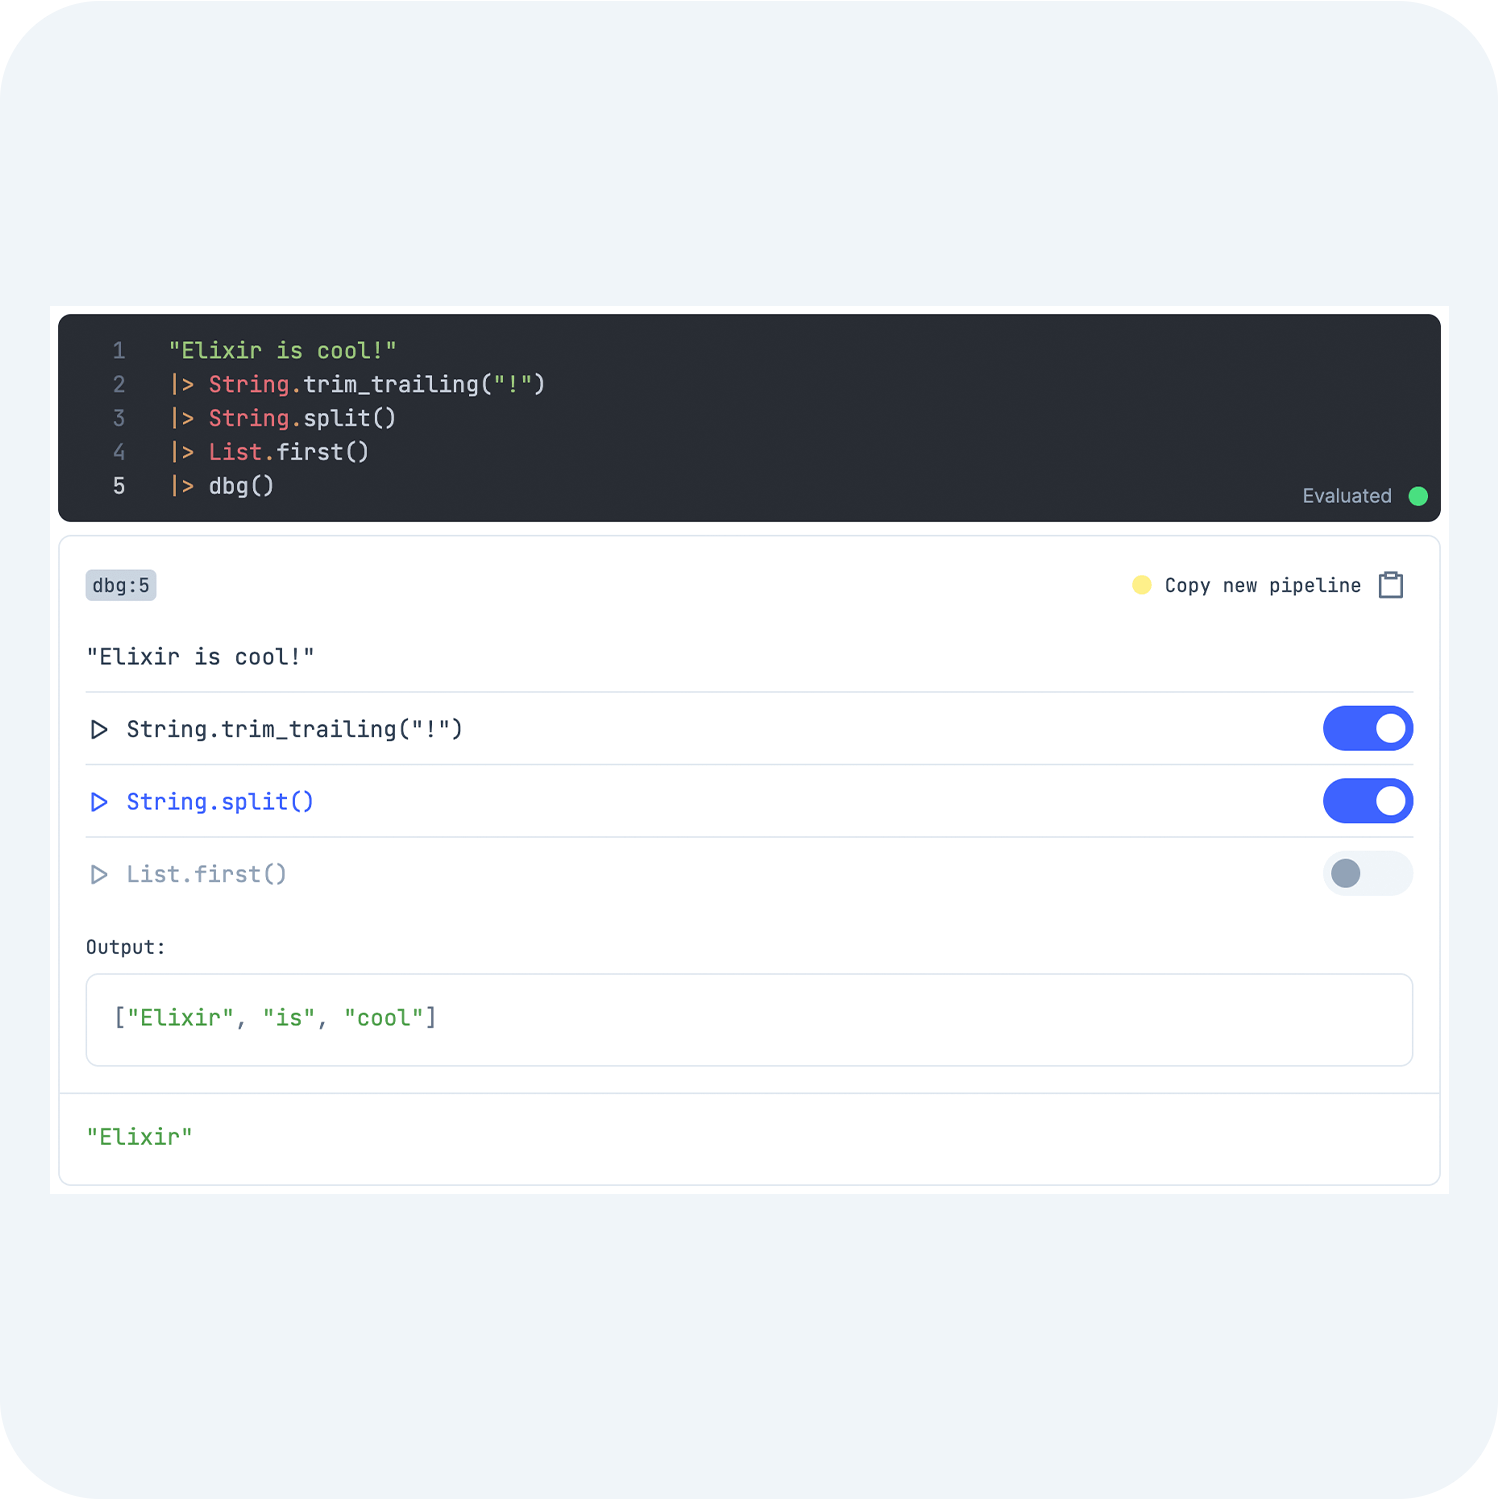 1 "Elixir is cool!"
2 |> String.trim_trailing("!")
3 |> String.split()
4 |> List.first()
5 |> dbg()
Evaluated
dbg:5 Copy new pipeline
"Elixir is cool!"
String.trim_trailing("!")
String.split()
List.first()
Output:
["Elixir", "is", "cool"]
"Elixir"